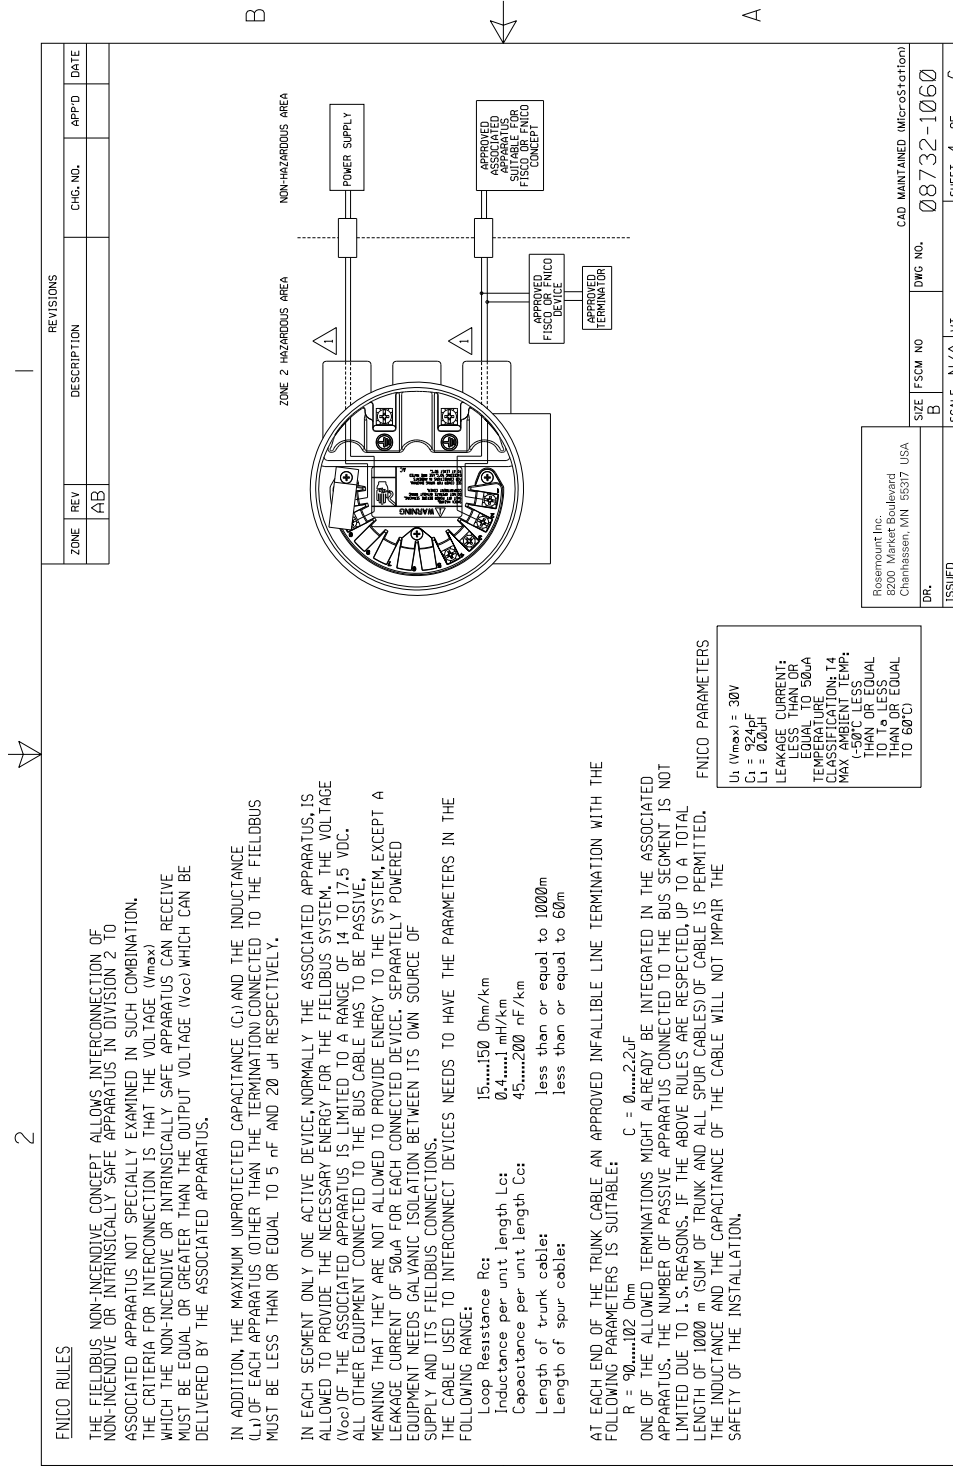 2
1
B
A
REVISIONS
ZONE REV DESCRIPTION CHG. NO. APP'D DATE
AB
FNICO RULES
THE FIELDBUS NON-INCENDIVE CONCEPT ALLOWS INTERCONNECTION OF
NON-INCENDIVE OR INTRINSICALLY SAFE APPARATUS IN DIVISION 2 TO
ASSOCIATED APPARATUS NOT SPECIALLY EXAMINED IN SUCH COMBINATION.
THE CRITERIA FOR INTERCONNECTION IS THAT THE VOLTAGE (Vmax)
WHICH THE NON-INCENDIVE OR INTRINSICALLY SAFE APPARATUS CAN RECEIVE
MUST BE EQUAL OR GREATER THAN THE OUTPUT VOLTAGE (Voc) WHICH CAN BE
DELIVERED BY THE ASSOCIATED APPARATUS.
IN ADDITION, THE MAXIMUM UNPROTECTED CAPACITANCE (Ci) AND THE INDUCTANCE
(Li) OF EACH APPARATUS (OTHER THAN THE TERMINATION) CONNECTED TO THE FIELDBUS
MUST BE LESS THAN OR EQUAL TO 5 nF AND 20 uH RESPECTIVELY.
IN EACH SEGMENT ONLY ONE ACTIVE DEVICE, NORMALLY THE ASSOCIATED APPARATUS, IS
ALLOWED TO PROVIDE THE NECESSARY ENERGY FOR THE FIELDBUS SYSTEM. THE VOLTAGE
(Voc) OF THE ASSOCIATED APPARATUS IS LIMITED TO A RANGE OF 14 TO 17.5 VDC.
ALL OTHER EQUIPMENT CONNECTED TO THE BUS CABLE HAS TO BE PASSIVE,
MEANING THAT THEY ARE NOT ALLOWED TO PROVIDE ENERGY TO THE SYSTEM, EXCEPT A
LEAKAGE CURRENT OF 50uA FOR EACH CONNECTED DEVICE. SEPARATELY POWERED
EQUIPMENT NEEDS GALVANIC ISOLATION BETWEEN ITS OWN SOURCE OF
SUPPLY AND ITS FIELDBUS CONNECTIONS.
THE CABLE USED TO INTERCONNECT DEVICES NEEDS TO HAVE THE PARAMETERS IN THE
FOLLOWING RANGE:
Loop Resistance Rc: 15.....150 Ohm/km
Inductance per unit length Lc: 0.4.....1 mH/km
Capacitance per unit length Cc: 45.....200 nF/km
Length of trunk cable: less than or equal to 1000m
Length of spur cable: less than or equal to 60m
AT EACH END OF THE TRUNK CABLE AN APPROVED INFALLIBLE LINE TERMINATION WITH THE
FOLLOWING PARAMETERS IS SUITABLE:
R = 90.....102 Ohm C = 0.....2.2uF
ONE OF THE ALLOWED TERMINATIONS MIGHT ALREADY BE INTEGRATED IN THE ASSOCIATED
APPARATUS. THE NUMBER OF PASSIVE APPARATUS CONNECTED TO THE BUS SEGMENT IS NOT
LIMITED DUE TO I.S. REASONS. IF THE ABOVE RULES ARE RESPECTED, UP TO A TOTAL
LENGTH OF 1000 m (SUM OF TRUNK AND ALL SPUR CABLES) OF CABLE IS PERMITTED.
THE INDUCTANCE AND THE CAPACITANCE OF THE CABLE WILL NOT IMPAIR THE
SAFETY OF THE INSTALLATION.
FNICO PARAMETERS
Ui (Vmax) = 30V
Ci = 924pF
Li = 0.0uH
LEAKAGE CURRENT:
LESS THAN OR
EQUAL TO 50uA
TEMPERATURE
CLASSIFICATION: T4
MAX AMBIENT TEMP:
(-50°C LESS
THAN OR EQUAL
TO Ta LESS
THAN OR EQUAL
TO 60°C)
ZONE 2 HAZARDOUS AREA
NON-HAZARDOUS AREA
1
POWER SUPPLY
1
APPROVED
ASSOCIATED
APPARATUS
SUITABLE FOR
FISCO OR FNICO
CONCEPT
APPROVED
FISCO OR FNICO
DEVICE
APPROVED
TERMINATOR
WARNING
AC
Rosemount Inc.
8200 Market Boulevard
Chanhassen, MN 55317 USA
CAD MAINTAINED (MicroStation)
DR.
SIZE B
FSCM NO
DWG NO. 08732-1060
ISSUED
SCALE N/A
WT
SHEET 4 OF